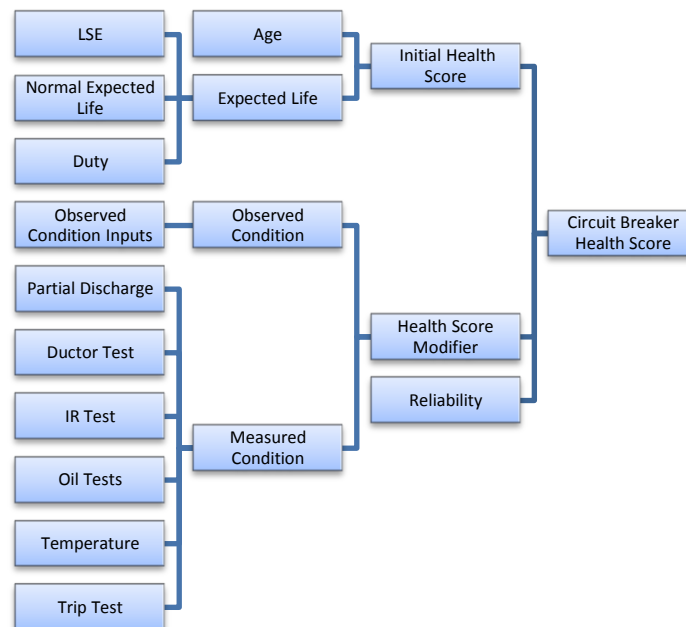 LSE
Normal Expected
Life
Duty
Age
Expected Life
Initial Health
Score
Observed
Condition Inputs
Observed
Condition
Circuit Breaker
Health Score
Partial Discharge
Ductor Test
IR Test
Oil Tests
Temperature
Trip Test
Measured
Condition
Health Score
Modifier
Reliability